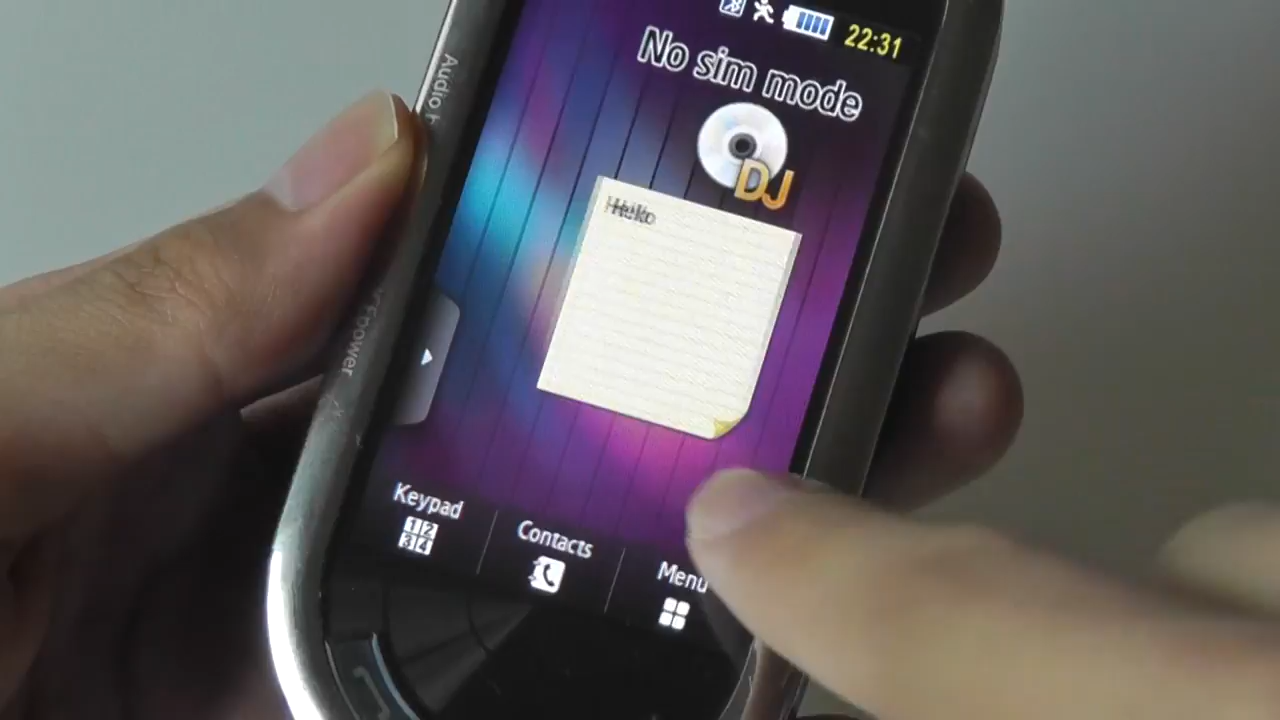 22:31
No sim mode
DJ
Hello
Keypad
1 2
3 4
Contacts
Menu
Audio
power